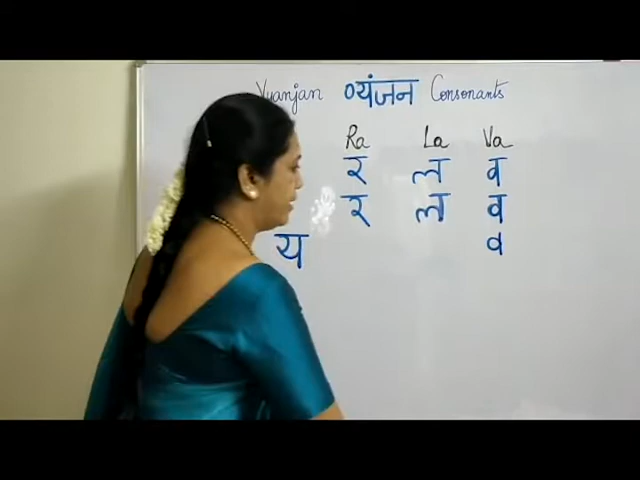 Vyanjan व्यंजन Consonants
Ra La Va
र ल व
र ल व
य व